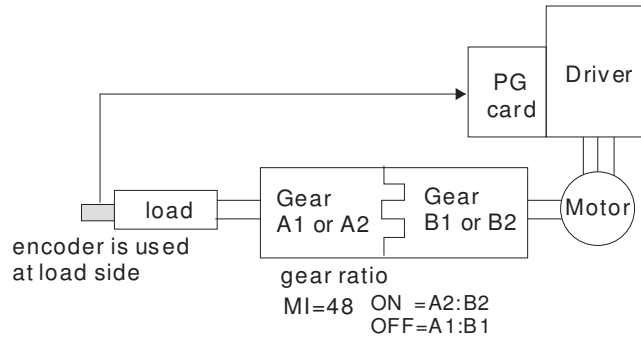 Driver
PG
card
Gear
A1 or A2
Gear
B1 or B2
load
Motor
encoder is used
at load side
gear ratio
MI=48 ON =A2:B2
OFF=A1:B1